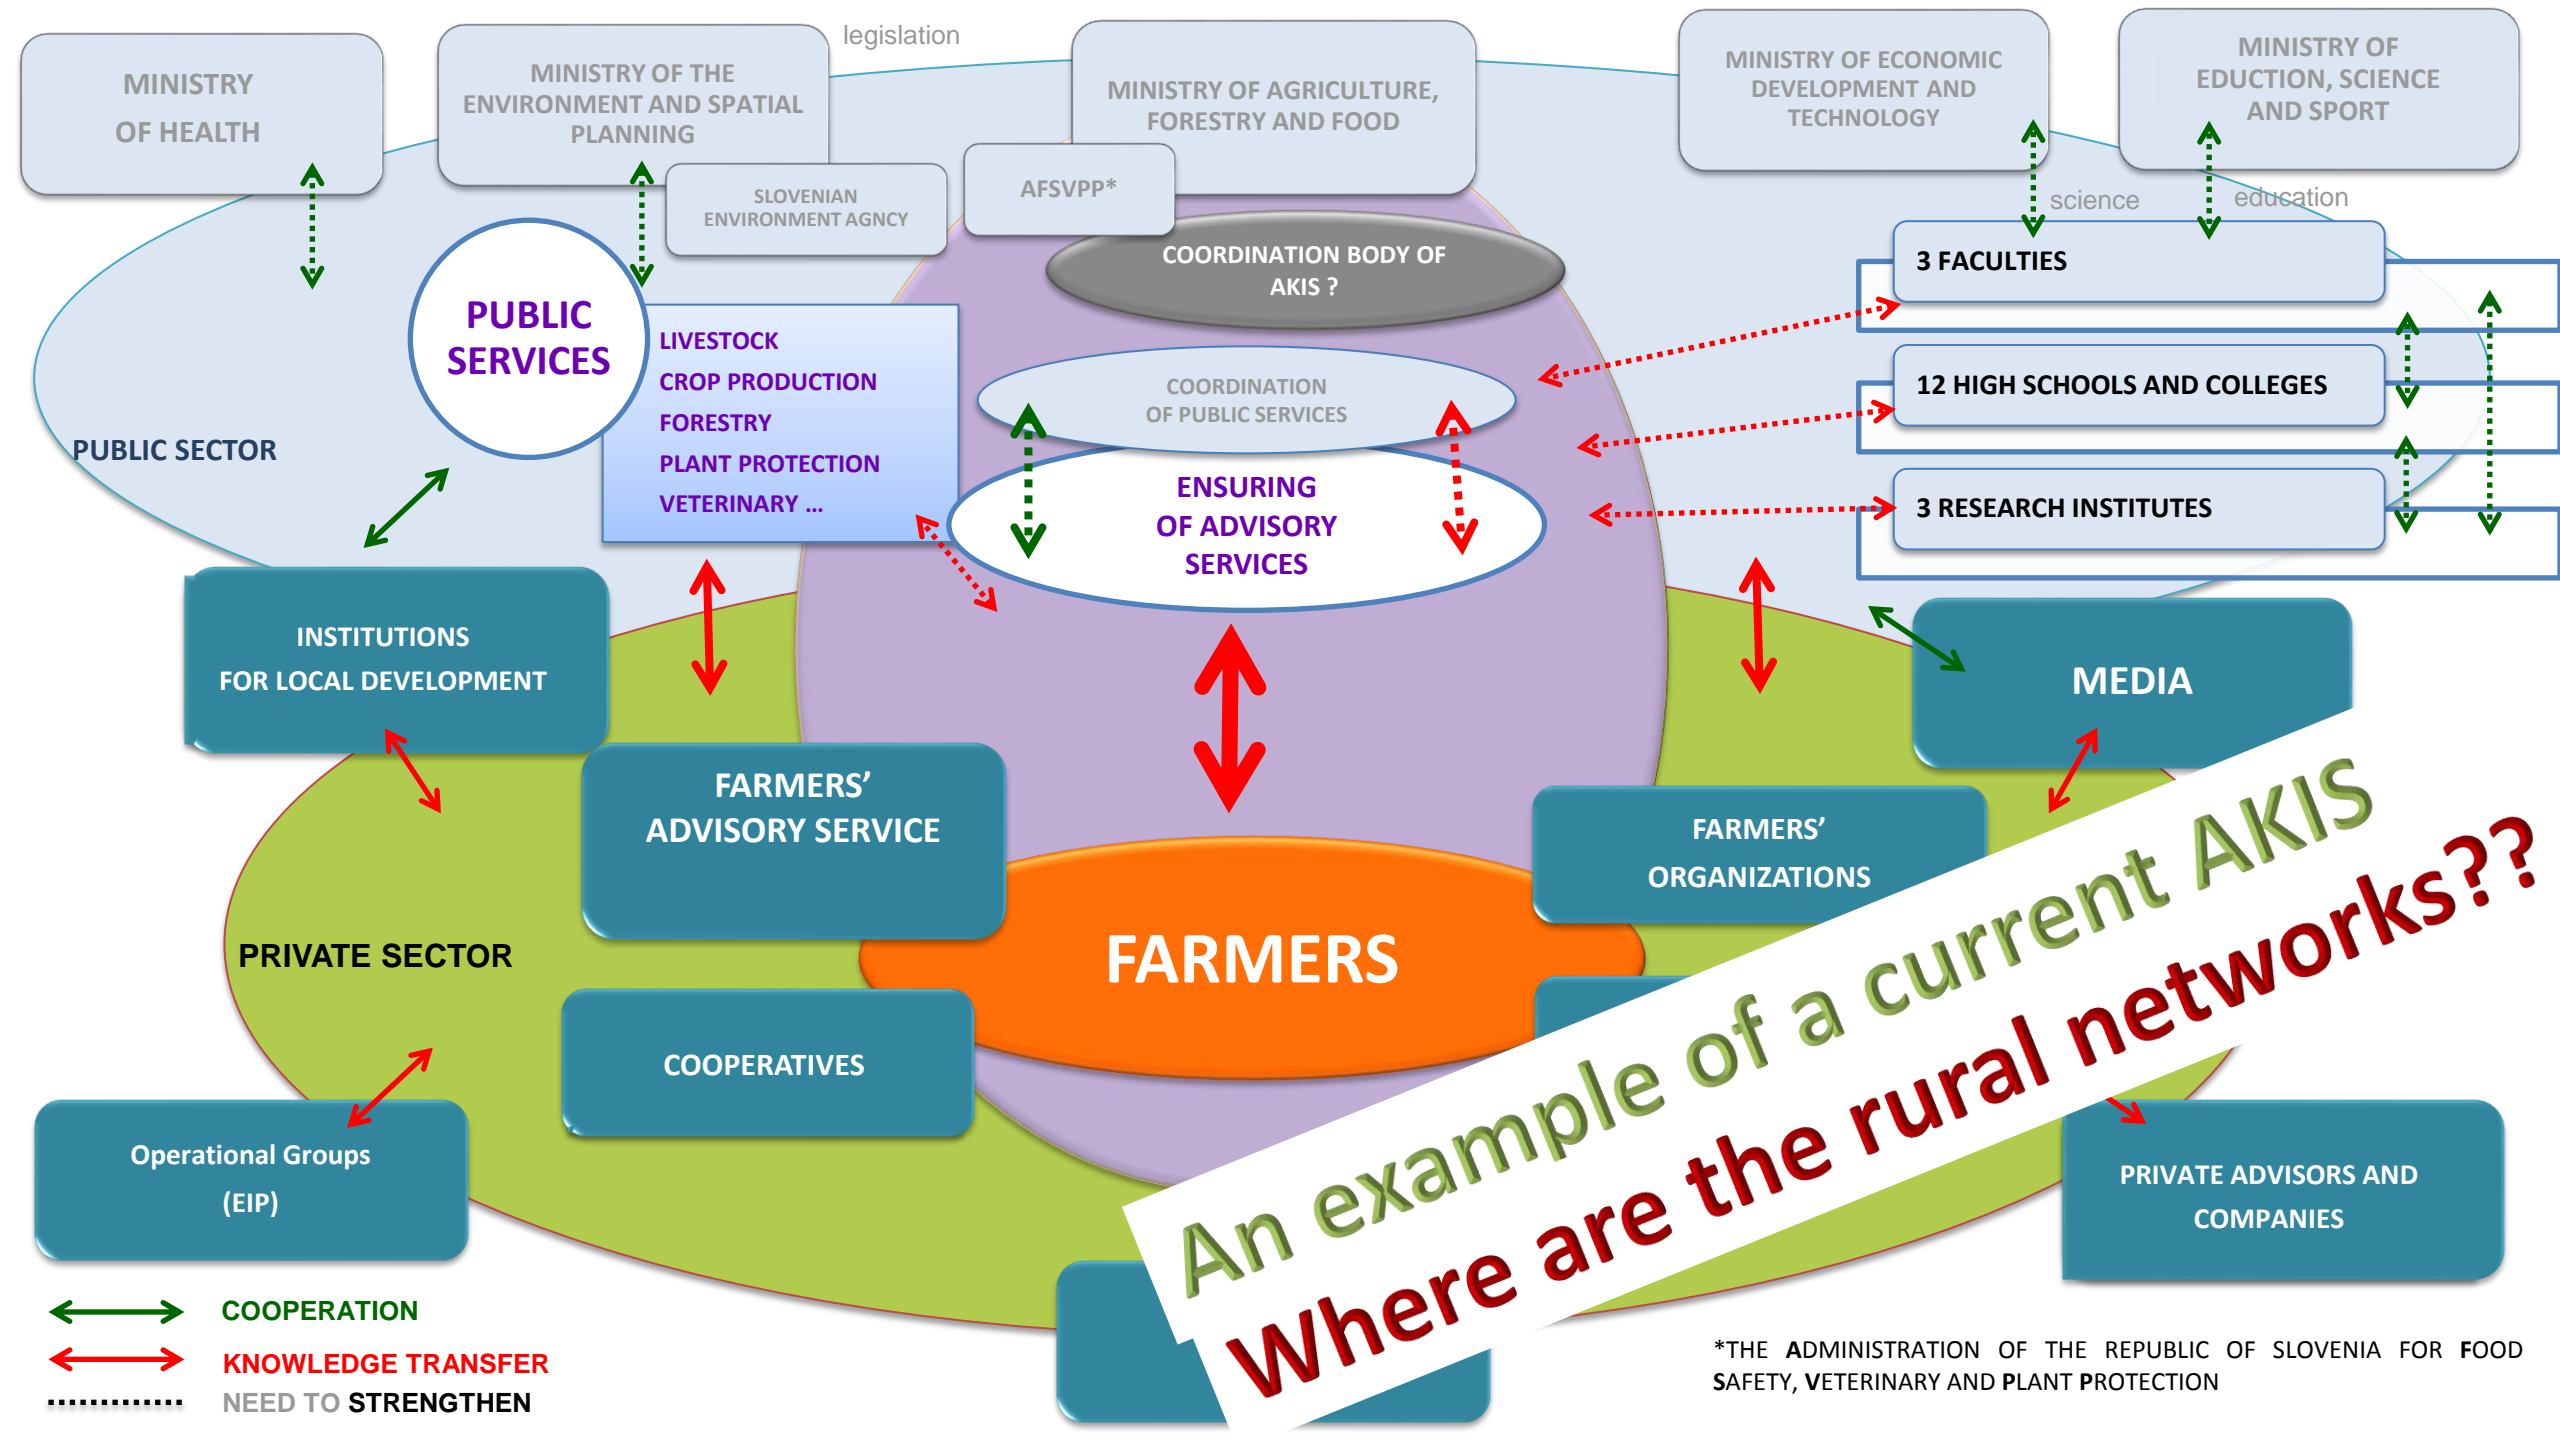 legislation
MINISTRY
OF HEALTH
MINISTRY OF THE
ENVIRONMENT AND SPATIAL
PLANNING
SLOVENIAN
ENVIRONMENT AGNCY
MINISTRY OF AGRICULTURE,
FORESTRY AND FOOD
AFSVPP*
MINISTRY OF ECONOMIC
DEVELOPMENT AND
TECHNOLOGY
MINISTRY OF
EDUCTION, SCIENCE
AND SPORT
science
education
COORDINATION BODY OF
AKIS ?
PUBLIC
SERVICES
LIVESTOCK
CROP PRODUCTION
FORESTRY
PLANT PROTECTION
VETERINARY ...
PUBLIC SECTOR
COORDINATION
OF PUBLIC SERVICES
ENSURING
OF ADVISORY
SERVICES
3 FACULTIES
12 HIGH SCHOOLS AND COLLEGES
3 RESEARCH INSTITUTES
INSTITUTIONS
FOR LOCAL DEVELOPMENT
MEDIA
FARMERS’
ADVISORY SERVICE
FARMERS’
ORGANIZATIONS
PRIVATE SECTOR
FARMERS
COOPERATIVES
Operational Groups
(EIP)
PRIVATE ADVISORS AND
COMPANIES
An example of a current AKIS
Where are the rural networks??
COOPERATION
KNOWLEDGE TRANSFER
NEED TO STRENGTHEN
*THE ADMINISTRATION OF THE REPUBLIC OF SLOVENIA FOR FOOD
SAFETY, VETERINARY AND PLANT PROTECTION